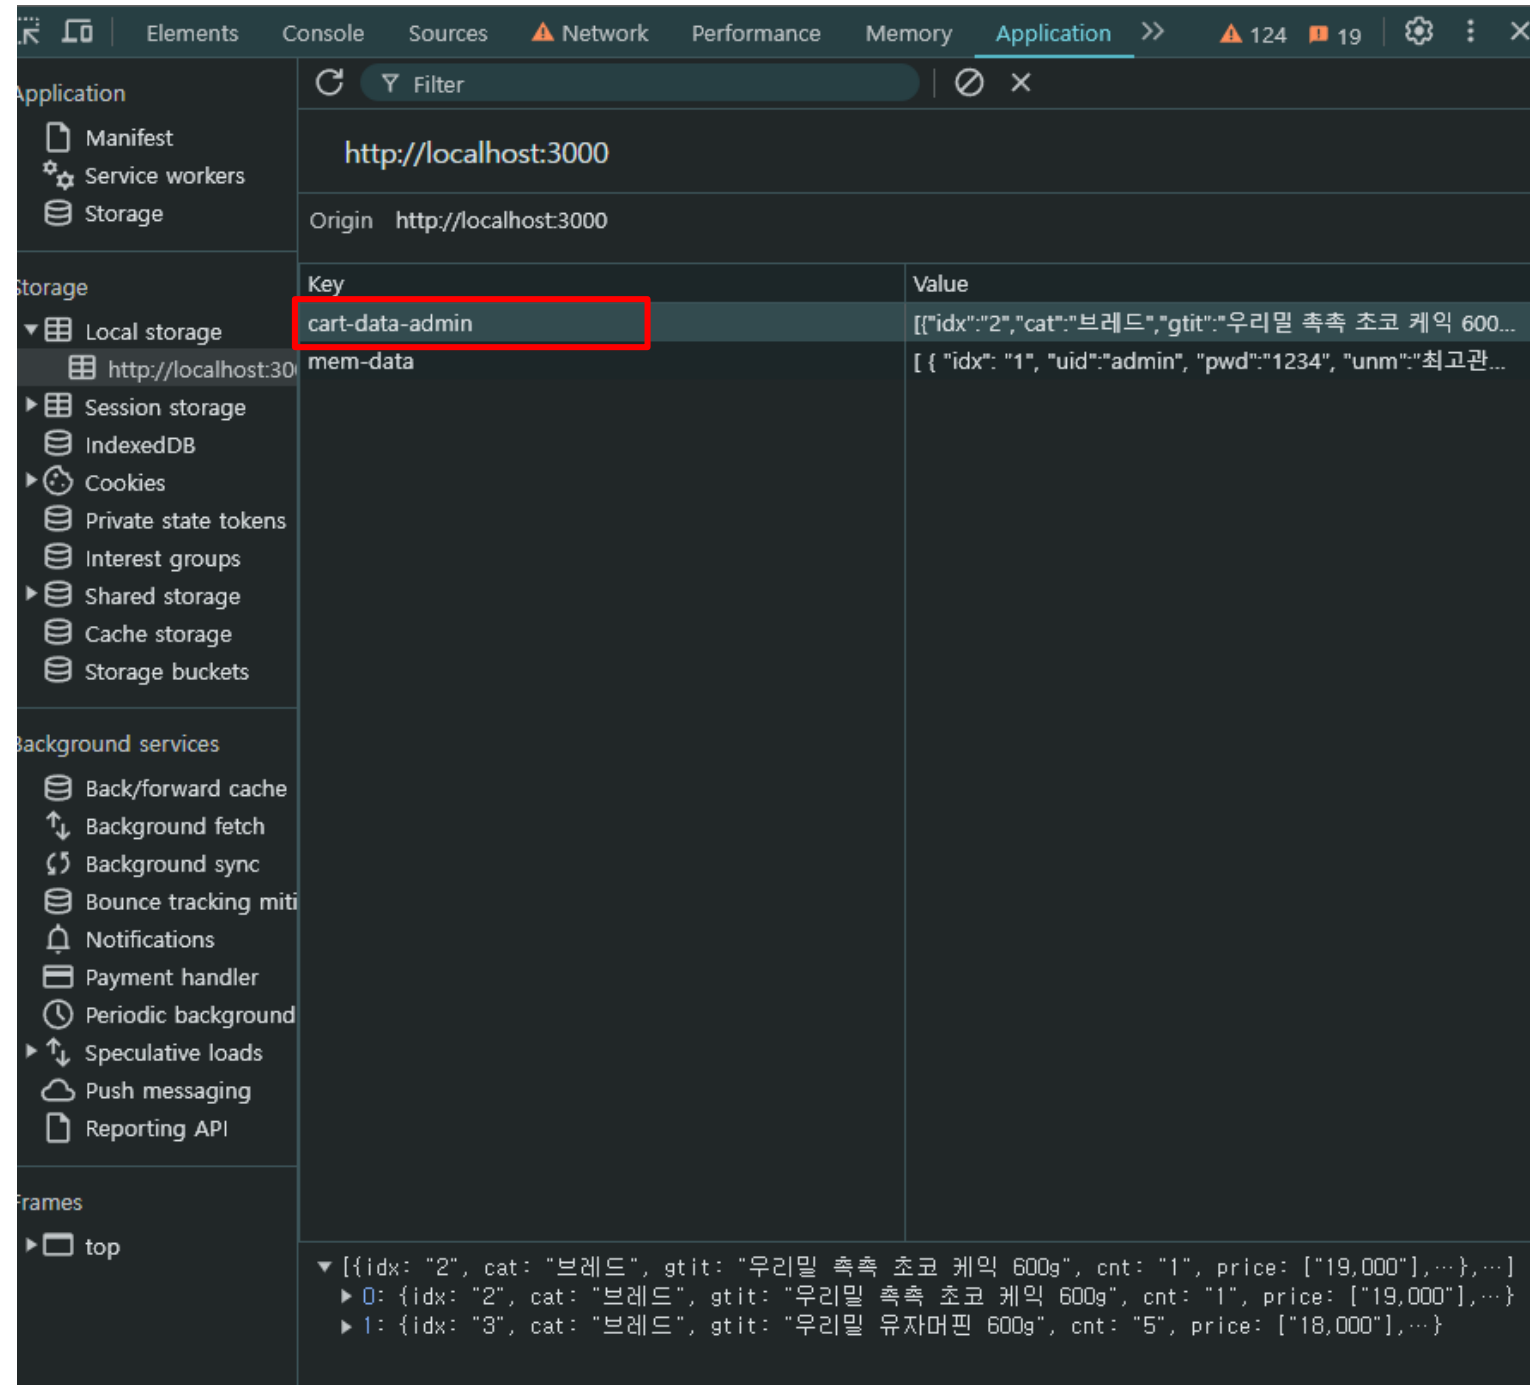 Elements Console Sources Network Performance Memory Application 124 19
Application
Manifest
Service workers
Storage
Storage
Local storage
http://localhost:300
Session storage
IndexedDB
Cookies
Private state tokens
Interest groups
Shared storage
Cache storage
Storage buckets
Background services
Back/forward cache
Background fetch
Background sync
Bounce tracking miti
Notifications
Payment handler
Periodic background
Speculative loads
Push messaging
Reporting API
Frames
top
Filter
http://localhost:3000
Origin http://localhost:3000
Key Value
cart-data-admin [{"idx":"2","cat":"브레드","gtit":"우리밀 촉촉 초코 케익 600...
mem-data [ { "idx": "1", "uid":"admin", "pwd":"1234", "unm":"최고관...
[{idx: "2", cat: "브레드", gtit: "우리밀 촉촉 초코 케익 600g", cnt: "1", price: ["19,000"],…},…]
0: {idx: "2", cat: "브레드", gtit: "우리밀 촉촉 초코 케익 600g", cnt: "1", price: ["19,000"],…}
1: {idx: "3", cat: "브레드", gtit: "우리밀 유자머핀 600g", cnt: "5", price: ["18,000"],…}